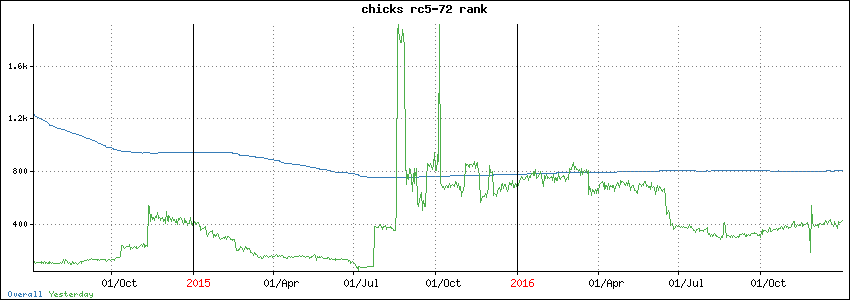 chicks rc5-72 rank
1.6k
1.2k
800
400
01/Oct 2015 01/Apr 01/Jul 01/Oct 2016 01/Apr 01/Jul 01/Oct
Overall Yesterday